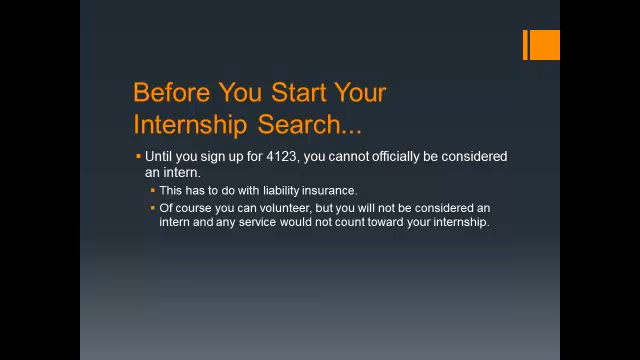 Before You Start Your
Internship Search...
Until you sign up for 4123, you cannot officially be considered
an intern.
This has to do with liability insurance.
Of course you can volunteer, but you will not be considered an
intern and any service would not count toward your internship.